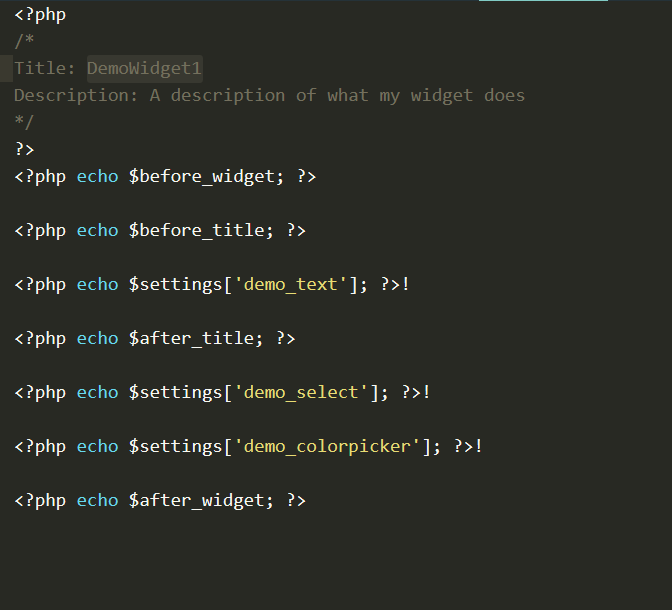 <?php
/*
Title: DemoWidget1
Description: A description of what my widget does
*/
?>
<?php echo $before_widget; ?>
<?php echo $before_title; ?>
<?php echo $settings['demo_text']; ?>!
<?php echo $after_title; ?>
<?php echo $settings['demo_select']; ?>!
<?php echo $settings['demo_colorpicker']; ?>!
<?php echo $after_widget; ?>